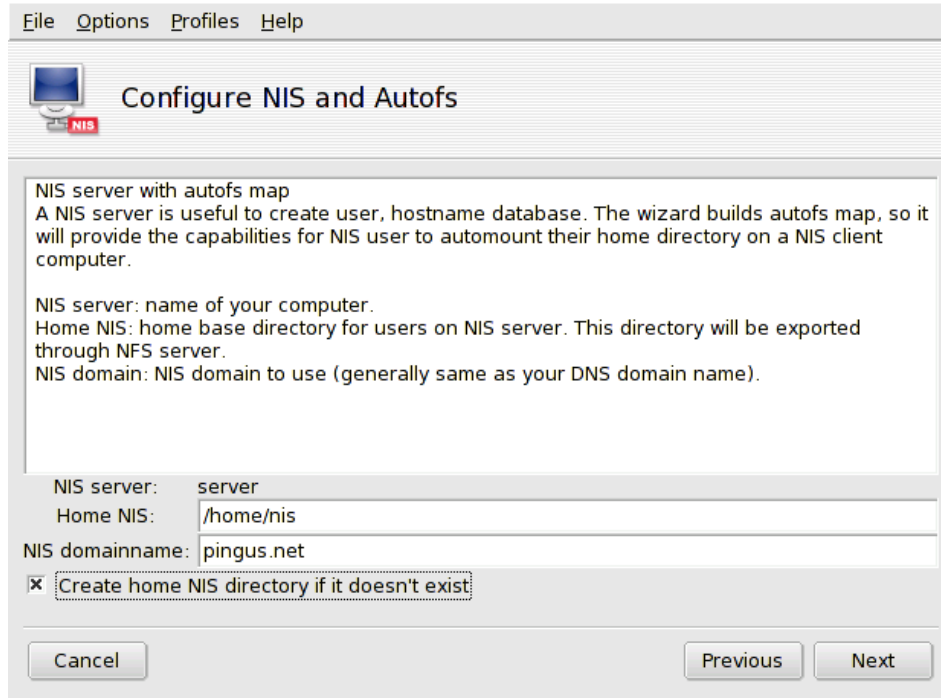 File Options Profiles Help
Configure NIS and Autofs
NIS
NIS server with autofs map
A NIS server is useful to create user, hostname database. The wizard builds autofs map, so it
will provide the capabilities for NIS user to automount their home directory on a NIS client
computer.
NIS server: name of your computer.
Home NIS: home base directory for users on NIS server. This directory will be exported
through NFS server.
NIS domain: NIS domain to use (generally same as your DNS domain name).
NIS server: server
Home NIS: /home/nis
NIS domainname: pingus.net
Create home NIS directory if it doesn't exist
Cancel Previous Next